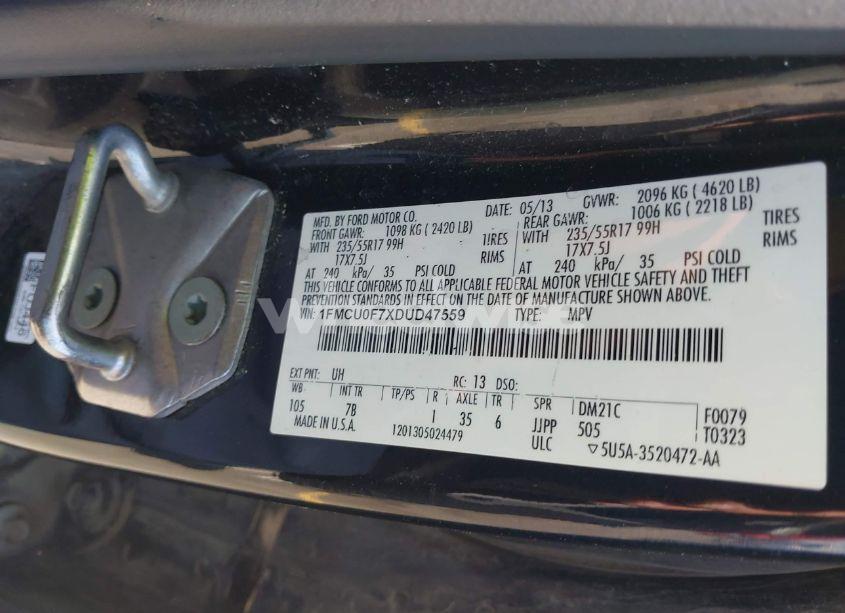 MFD. BY FORD MOTOR CO.
DATE: 05/13 GVWR: 2096 KG ( 4620 LB)
FRONT GAWR: 1098 KG ( 2420 LB) REAR GAWR: 1006 KG ( 2218 LB)
WITH 235/55R17 99H TIRES WITH 235/55R17 99H TIRES
17X7.5J RIMS 17X7.5J RIMS
AT 240 kPa/ 35 PSI COLD AT 240 kPa/ 35 PSI COLD
THIS VEHICLE CONFORMS TO ALL APPLICABLE FEDERAL MOTOR VEHICLE SAFETY AND THEFT
PREVENTION STANDARDS IN EFFECT ON THE DATE OF MANUFACTURE SHOWN ABOVE.
VIN: 1FMCU0F7XDUD47559 TYPE: MPV
EXT PNT: UH RC: 13 DSO:
WB INT TR TP/PS R AXLE TR SPR DM21C F0079
105 7B 1 35 6 JJPP 505 T0323
MADE IN U.S.A. 1201305024479 ULC ▽5U5A-3520472-AA